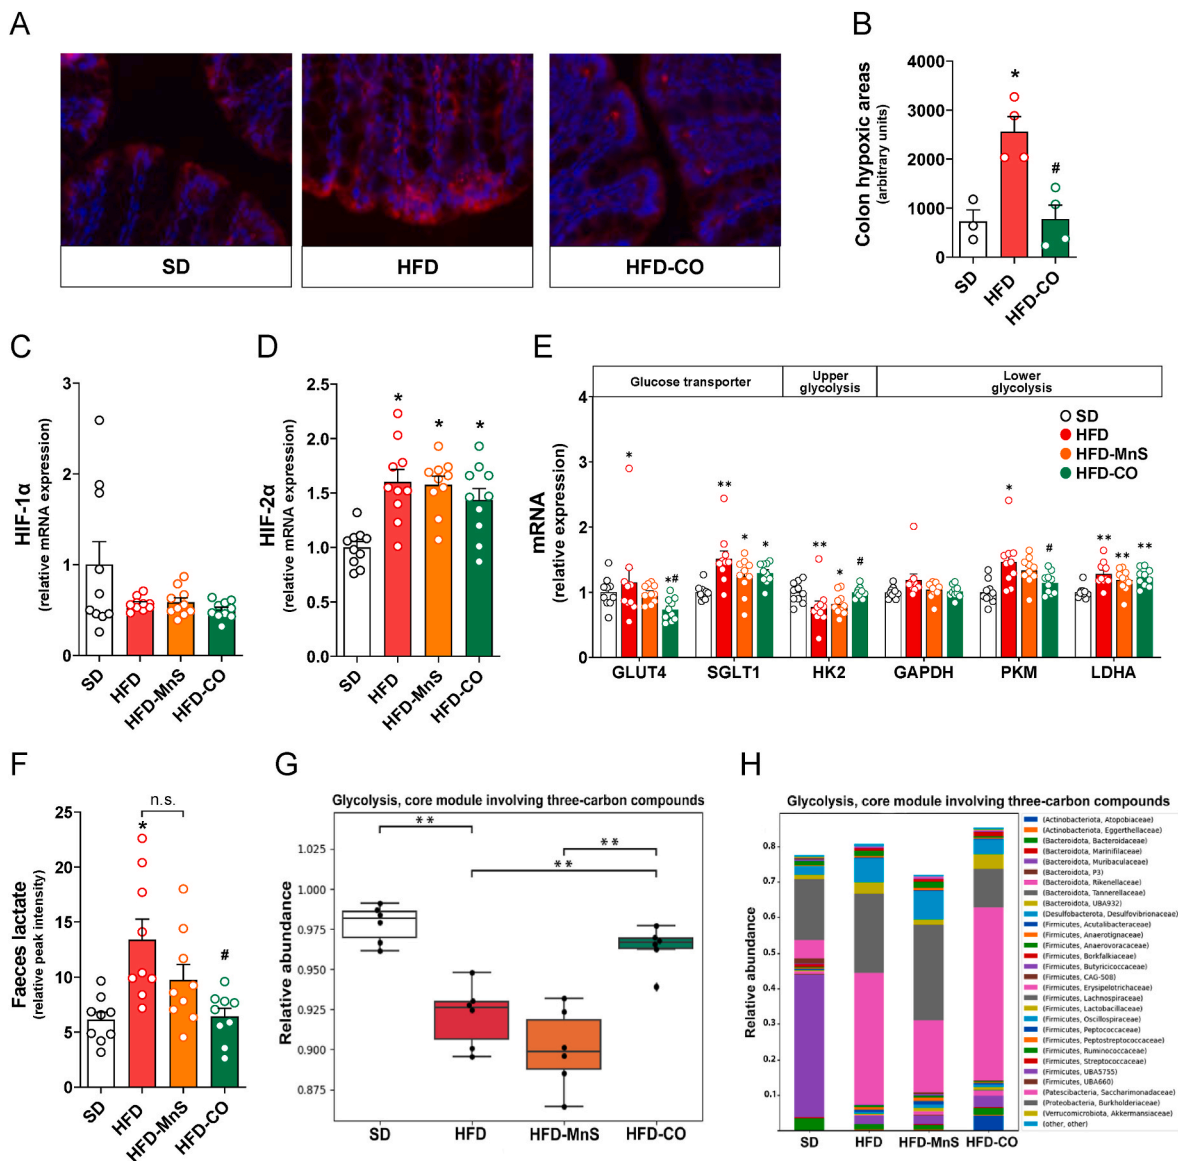 A
SD
HFD
HFD-CO
B
Colon hypoxic areas
(arbitrary units)
4000
3000
2000
1000
0
*
#
SD
HFD
HFD-CO
C
HIF-1α
(relative mRNA expression)
3
2
1
0
SD
HFD
HFD-MnS
HFD-CO
D
HIF-2α
(relative mRNA expression)
2.5
2.0
1.5
1.0
0.5
0.0
*
*
*
SD
HFD
HFD-MnS
HFD-CO
E
Glucose transporter
Upper
glycolysis
Lower
glycolysis
mRNA
(relative expression)
4
3
2
1
0
SD
HFD
HFD-MnS
HFD-CO
*
*#
**
*
*
**
*
#
*
#
**
**
**
GLUT4
SGLT1
HK2
GAPDH
PKM
LDHA
F
Faeces lactate
(relative peak intensity)
25
20
15
10
5
0
n.s.
*
#
SD
HFD
HFD-MnS
HFD-CO
G
Glycolysis, core module involving three-carbon compounds
Relative abundance
1.025
1.000
0.975
0.950
0.925
0.900
0.875
**
**
**
SD
HFD
HFD-MnS
HFD-CO
H
Glycolysis, core module involving three-carbon compounds
Relative abundance
0.8
0.7
0.6
0.5
0.4
0.3
0.2
0.1
SD
HFD
HFD-MnS
HFD-CO
(Actinobacteriota, Atopobiaceae)
(Actinobacteriota, Eggerthellaceae)
(Bacteroidota, Bacteroidaceae)
(Bacteroidota, Marinifilaceae)
(Bacteroidota, Muribaculaceae)
(Bacteroidota, P3)
(Bacteroidota, Rikenellaceae)
(Bacteroidota, Tannerellaceae)
(Bacteroidota, UBA932)
(Desulfobacterota, Desulfovibrionaceae)
(Firmicutes, Acutalibacteraceae)
(Firmicutes, Anaerotignaceae)
(Firmicutes, Anaerovoracaceae)
(Firmicutes, Borkfalkiaceae)
(Firmicutes, Butyricicoccaceae)
(Firmicutes, CAG-508)
(Firmicutes, Erysipelotrichaceae)
(Firmicutes, Lachnospiraceae)
(Firmicutes, Lactobacillaceae)
(Firmicutes, Oscillospiraceae)
(Firmicutes, Peptococcaceae)
(Firmicutes, Peptostreptococcaceae)
(Firmicutes, Ruminococcaceae)
(Firmicutes, Streptococcaceae)
(Firmicutes, UBA5755)
(Firmicutes, UBA660)
(Patescibacteria, Saccharimonadaceae)
(Proteobacteria, Burkholderiaceae)
(Verrucomicrobiota, Akkermansiaceae)
(other, other)